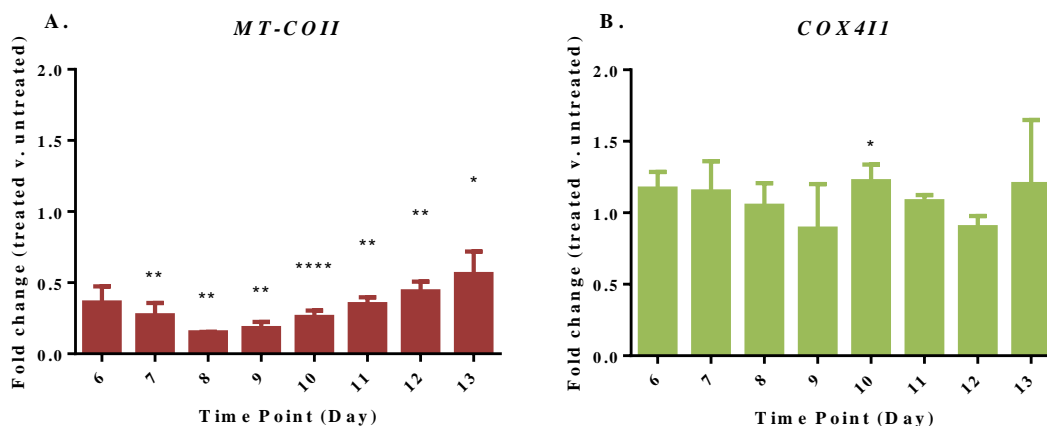 A.
MT-COII
Fold change (treated v. untreated)
2.0
1.5
1.0
0.5
0.0
**
**
**
****
**
**
*
6 7 8 9 10 11 12 13
Time Point (Day)
B.
COX4I1
Fold change (treated v. untreated)
2.0
1.5
1.0
0.5
0.0
*
6 7 8 9 10 11 12 13
Time Point (Day)